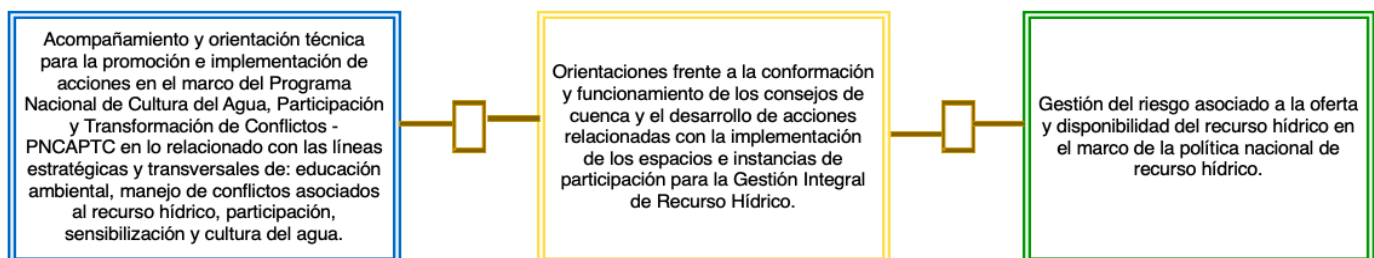 Acompañamiento y orientación técnica
para la promoción e implementación de
acciones en el marco del Programa
Nacional de Cultura del Agua, Participación
y Transformación de Conflictos -
PNCAPTC en lo relacionado con las líneas
estratégicas y transversales de: educación
ambiental, manejo de conflictos asociados
al recurso hídrico, participación,
sensibilización y cultura del agua.
Orientaciones frente a la conformación
y funcionamiento de los consejos de
cuenca y el desarrollo de acciones
relacionadas con la implementación
de los espacios e instancias de
participación para la Gestión Integral
de Recurso Hídrico.
Gestión del riesgo asociado a la oferta
y disponibilidad del recurso hídrico en
el marco de la política nacional de
recurso hídrico.